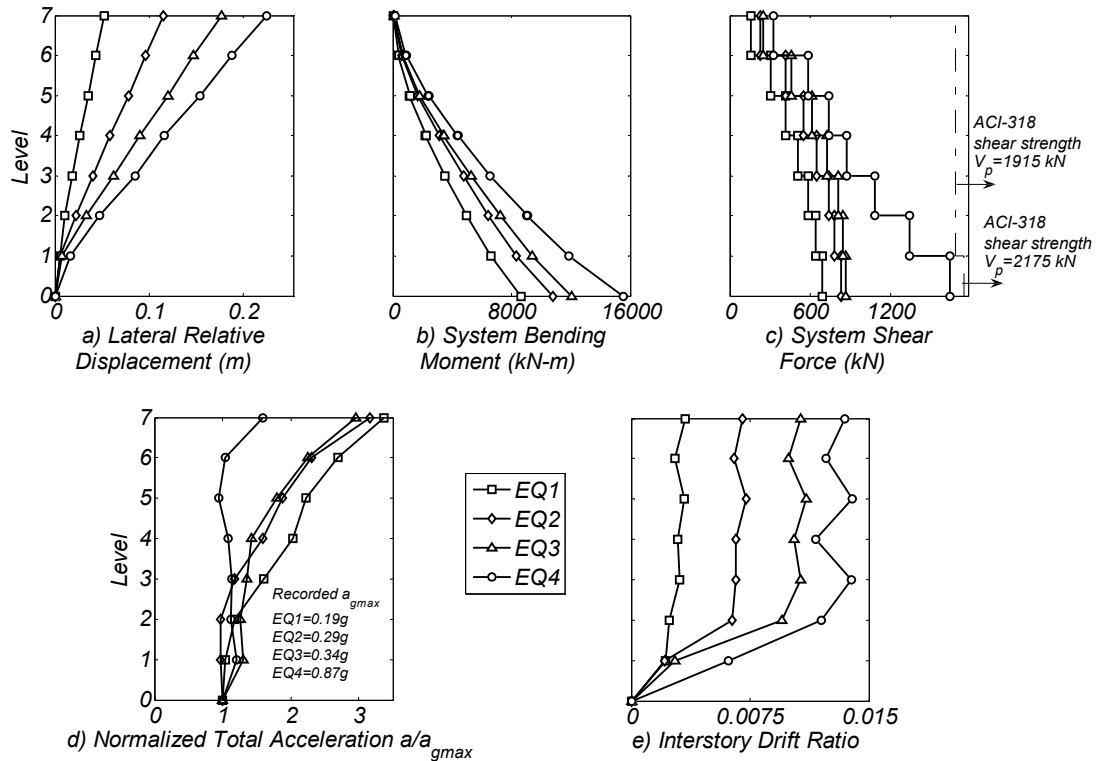 7
6
5
4
3
2
1
0
Level
0
0.1
0.2
a) Lateral Relative
Displacement (m)
0
8000
16000
b) System Bending
Moment (kN-m)
0
600
1200
c) System Shear
Force (kN)
ACI-318
shear strength
V_p=1915 kN
ACI-318
shear strength
V_p=2175 kN
7
6
5
4
3
2
1
0
Level
0
1
2
3
Recorded a_gmax
EQ1=0.19g
EQ2=0.29g
EQ3=0.34g
EQ4=0.87g
d) Normalized Total Acceleration a/a_gmax
EQ1
EQ2
EQ3
EQ4
0
0.0075
0.015
e) Interstory Drift Ratio